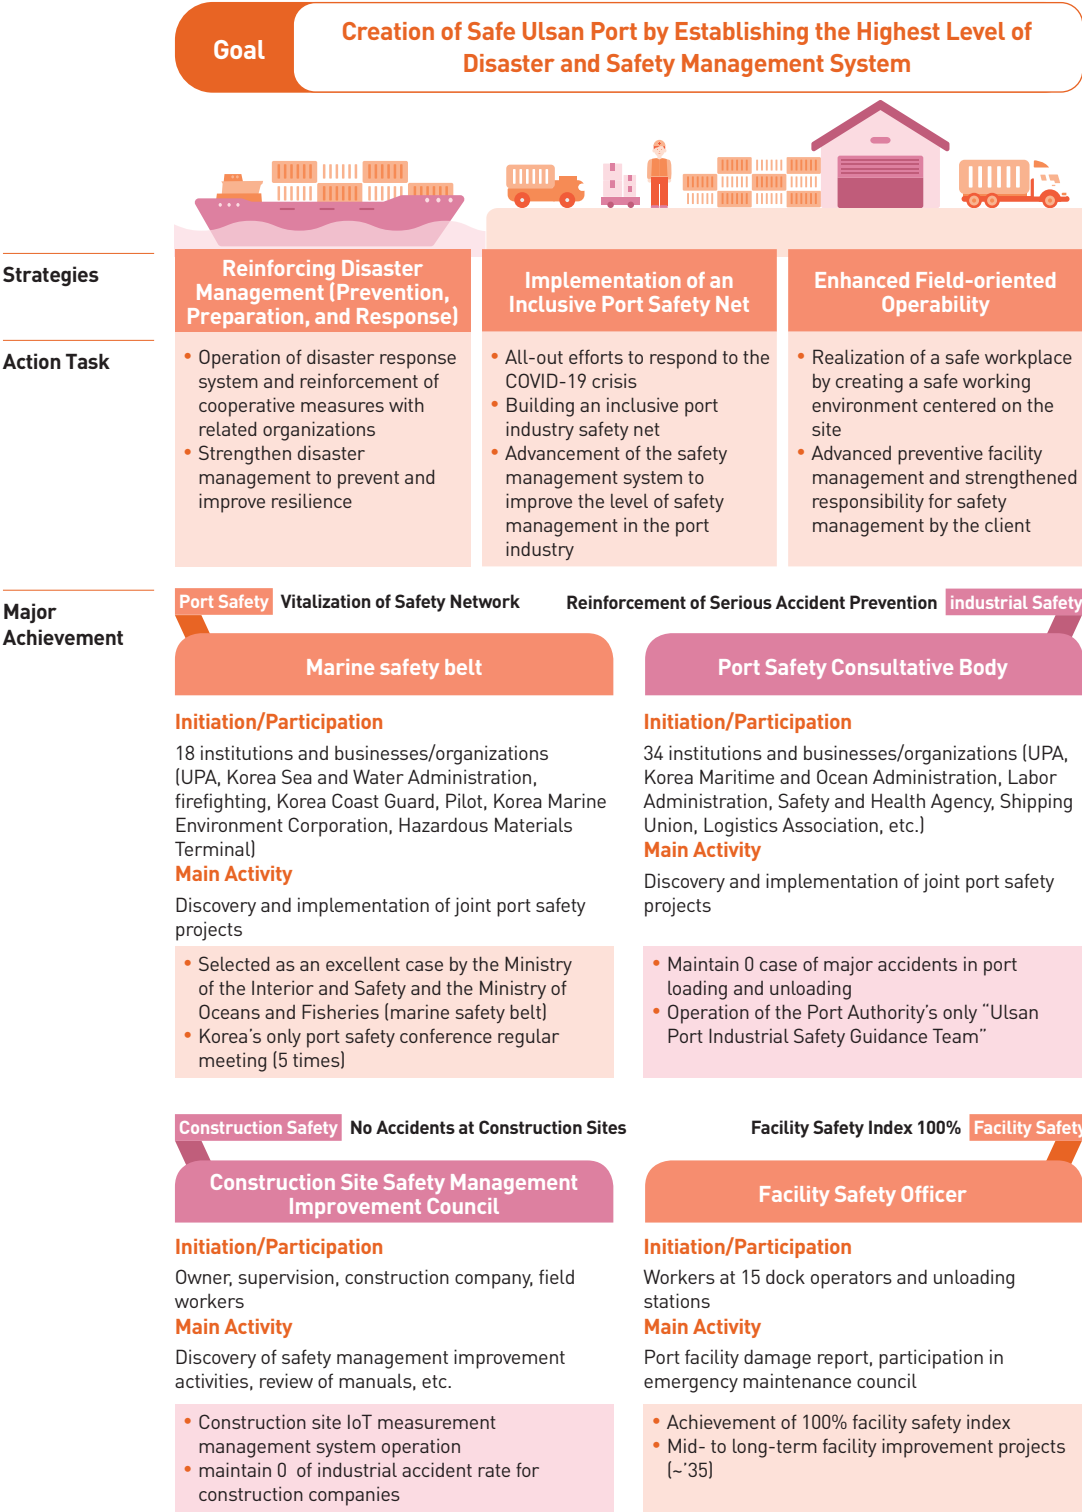 Goal
Creation of Safe Ulsan Port by Establishing the Highest Level of
Disaster and Safety Management System
Strategies
Reinforcing Disaster
Management (Prevention,
Preparation, and Response)
Implementation of an
Inclusive Port Safety Net
Enhanced Field-oriented
Operability
Action Task
• Operation of disaster response
system and reinforcement of
cooperative measures with
related organizations
• Strengthen disaster
management to prevent and
improve resilience
• All-out efforts to respond to the
COVID-19 crisis
• Building an inclusive port
industry safety net
• Advancement of the safety
management system to
improve the level of safety
management in the port
industry
• Realization of a safe workplace
by creating a safe working
environment centered on the
site
• Advanced preventive facility
management and strengthened
responsibility for safety
management by the client
Major
Achievement
Port Safety Vitalization of Safety Network
Marine safety belt
Initiation/Participation
18 institutions and businesses/organizations
(UPA, Korea Sea and Water Administration,
firefighting, Korea Coast Guard, Pilot, Korea Marine
Environment Corporation, Hazardous Materials
Terminal)
Main Activity
Discovery and implementation of joint port safety
projects
• Selected as an excellent case by the Ministry
of the Interior and Safety and the Ministry of
Oceans and Fisheries (marine safety belt)
• Korea's only port safety conference regular
meeting (5 times)
Reinforcement of Serious Accident Prevention industrial Safety
Port Safety Consultative Body
Initiation/Participation
34 institutions and businesses/organizations (UPA,
Korea Maritime and Ocean Administration, Labor
Administration, Safety and Health Agency, Shipping
Union, Logistics Association, etc.)
Main Activity
Discovery and implementation of joint port safety
projects
• Maintain 0 case of major accidents in port
loading and unloading
• Operation of the Port Authority's only "Ulsan
Port Industrial Safety Guidance Team"
Construction Safety No Accidents at Construction Sites
Construction Site Safety Management
Improvement Council
Initiation/Participation
Owner, supervision, construction company, field
workers
Main Activity
Discovery of safety management improvement
activities, review of manuals, etc.
• Construction site IoT measurement
management system operation
• maintain 0 of industrial accident rate for
construction companies
Facility Safety Index 100% Facility Safety
Facility Safety Officer
Initiation/Participation
Workers at 15 dock operators and unloading
stations
Main Activity
Port facility damage report, participation in
emergency maintenance council
• Achievement of 100% facility safety index
• Mid- to long-term facility improvement projects
(~'35)